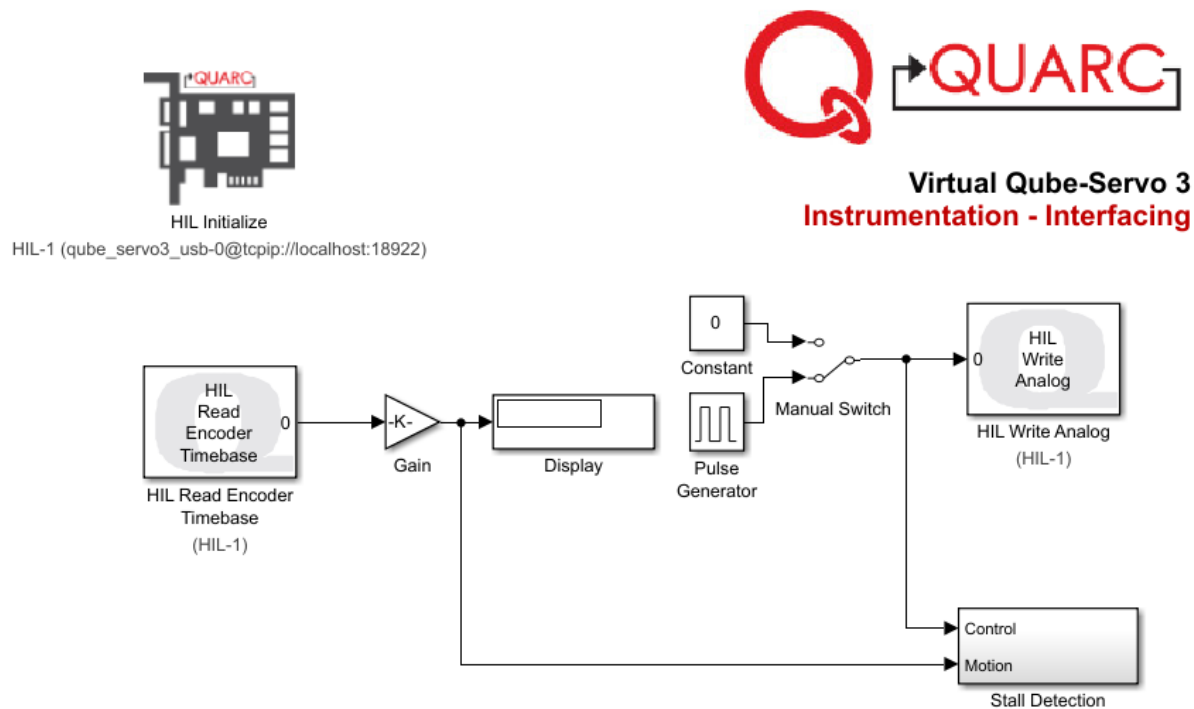 QUARC
QUARC
Virtual Qube-Servo 3
Instrumentation - Interfacing
HIL Initialize
HIL-1 (qube_servo3_usb-0@tcpip://localhost:18922)
HIL
Read
Encoder
Timebase
0
HIL Read Encoder
Timebase
(HIL-1)
-K-
Gain
Display
0
Constant
Pulse
Generator
Manual Switch
0
HIL
Write
Analog
HIL Write Analog
(HIL-1)
Control
Motion
Stall Detection